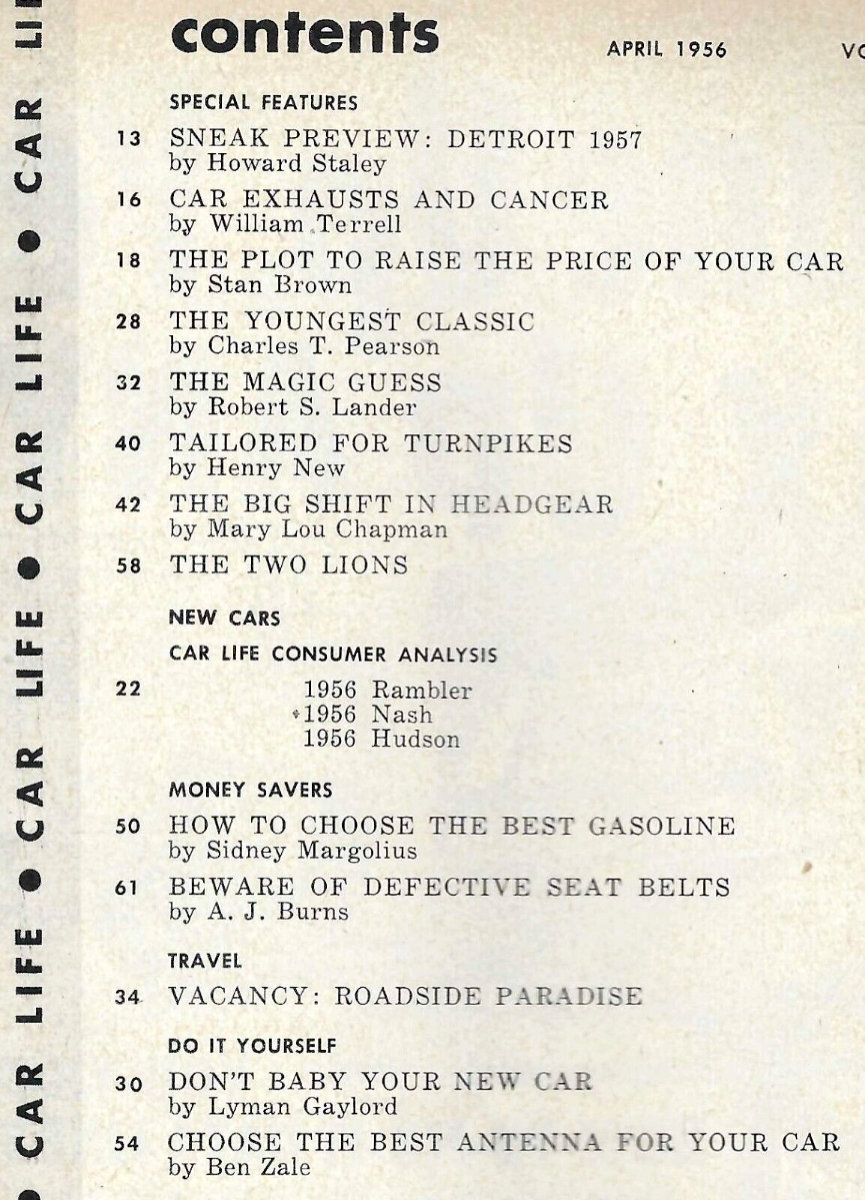 contents
APRIL 1956
SPECIAL FEATURES
13 SNEAK PREVIEW: DETROIT 1957
by Howard Staley
16 CAR EXHAUSTS AND CANCER
by William Terrell
18 THE PLOT TO RAISE THE PRICE OF YOUR CAR
by Stan Brown
28 THE YOUNGEST CLASSIC
by Charles T. Pearson
32 THE MAGIC GUESS
by Robert S. Lander
40 TAILORED FOR TURNPIKES
by Henry New
42 THE BIG SHIFT IN HEADGEAR
by Mary Lou Chapman
58 THE TWO LIONS
NEW CARS
CAR LIFE CONSUMER ANALYSIS
22 1956 Rambler
1956 Nash
1956 Hudson
MONEY SAVERS
50 HOW TO CHOOSE THE BEST GASOLINE
by Sidney Margolius
61 BEWARE OF DEFECTIVE SEAT BELTS
by A. J. Burns
TRAVEL
34 VACANCY: ROADSIDE PARADISE
DO IT YOURSELF
30 DON'T BABY YOUR NEW CAR
by Lyman Gaylord
54 CHOOSE THE BEST ANTENNA FOR YOUR CAR
by Ben Zale
• CAR LIFE • CAR LIFE • CAR LIFE • CAR